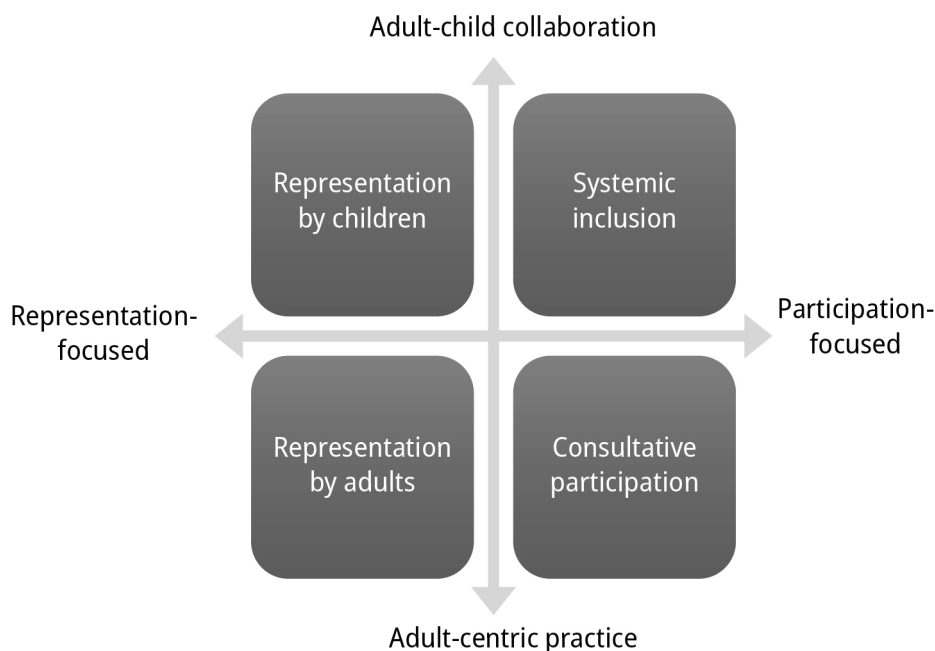 Adult-child collaboration
Representation
by children
Systemic
inclusion
Representation-
focused
Participation-
focused
Representation
by adults
Consultative
participation
Adult-centric practice